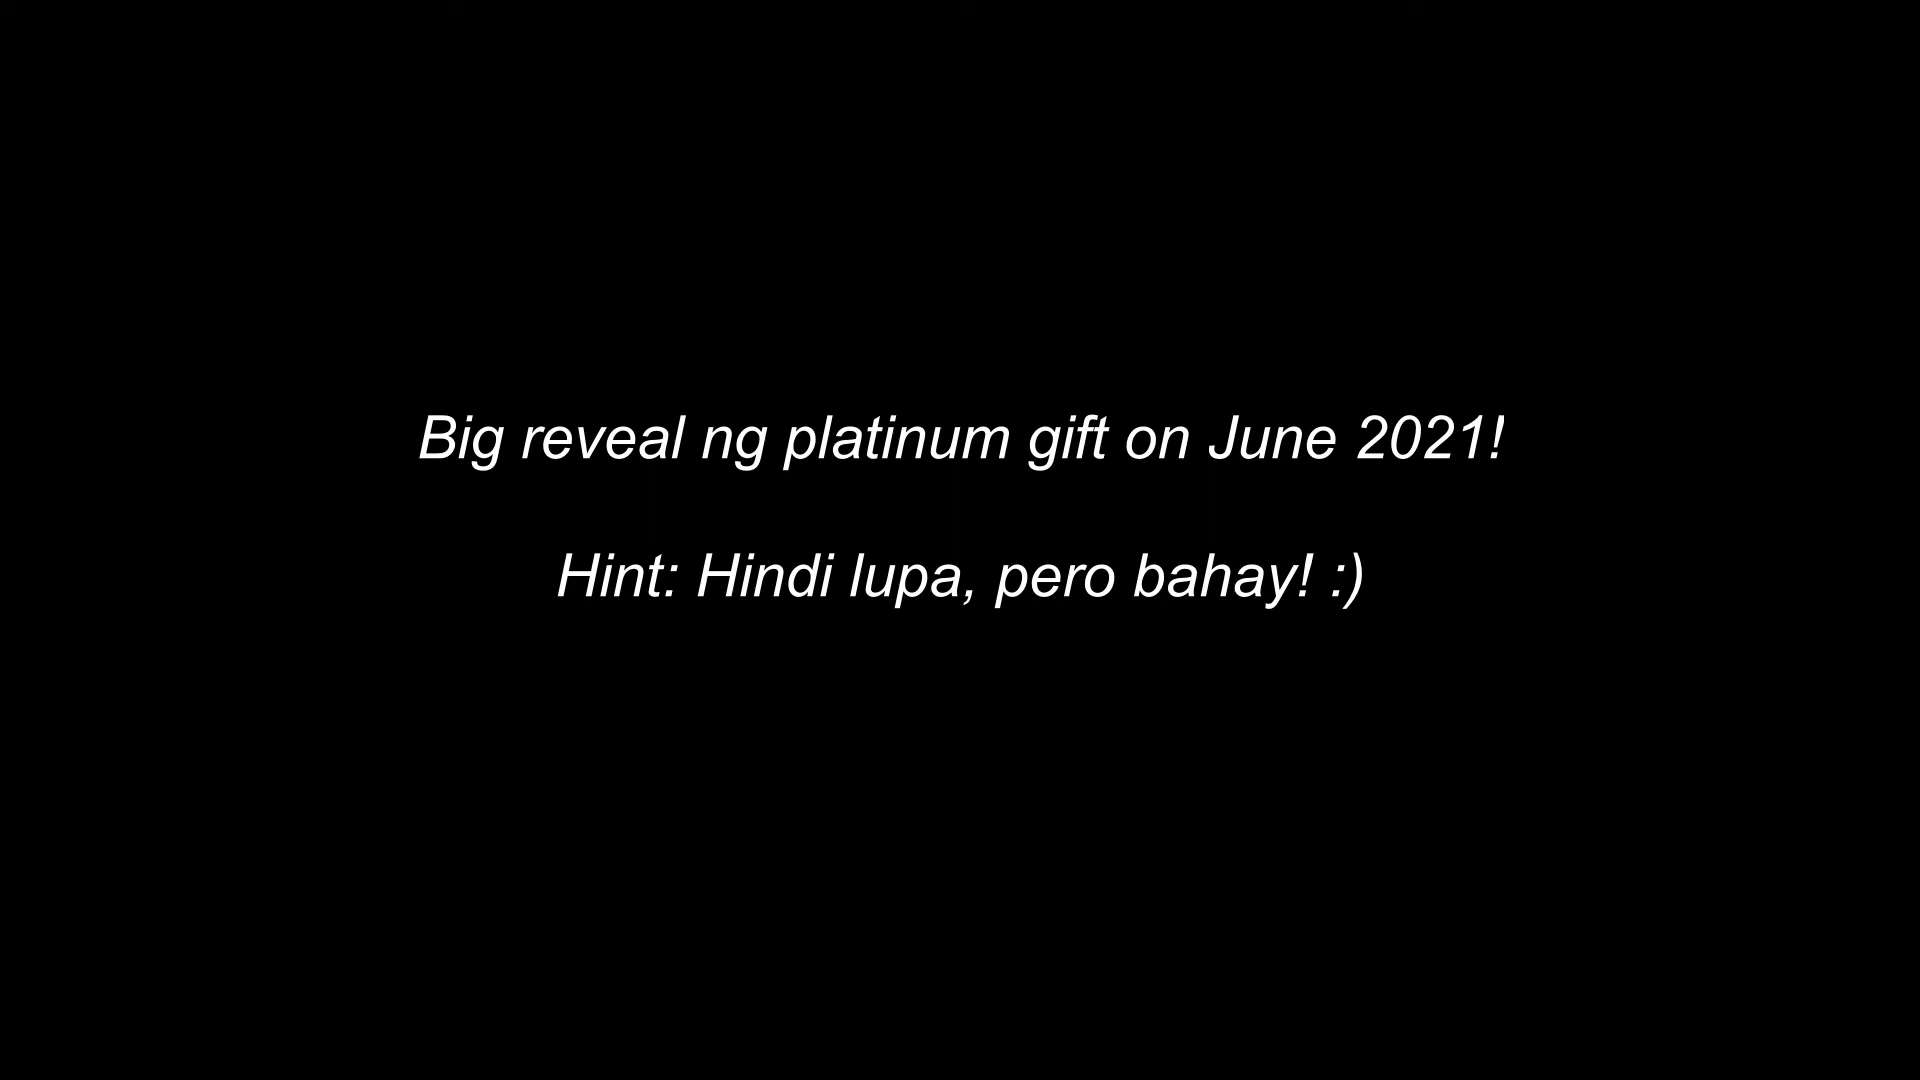 Big reveal ng platinum gift on June 2021!
Hint: Hindi lupa, pero bahay! :)